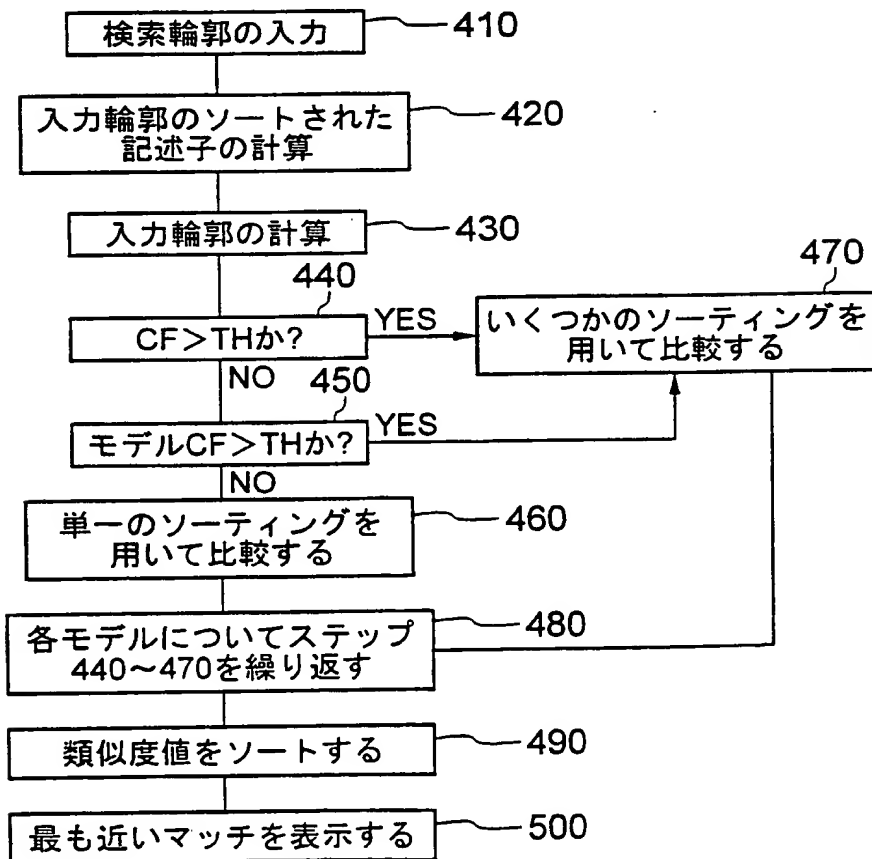 検索輪郭の入力
410
入力輪郭のソートされた
記述子の計算
420
入力輪郭の計算
430
440
CF>THか?
YES
470
いくつかのソーティングを
用いて比較する
NO
450
モデルCF>THか?
YES
NO
単一のソーティングを
用いて比較する
460
各モデルについてステップ
440~470を繰り返す
480
類似度値をソートする
490
最も近いマッチを表示する
500